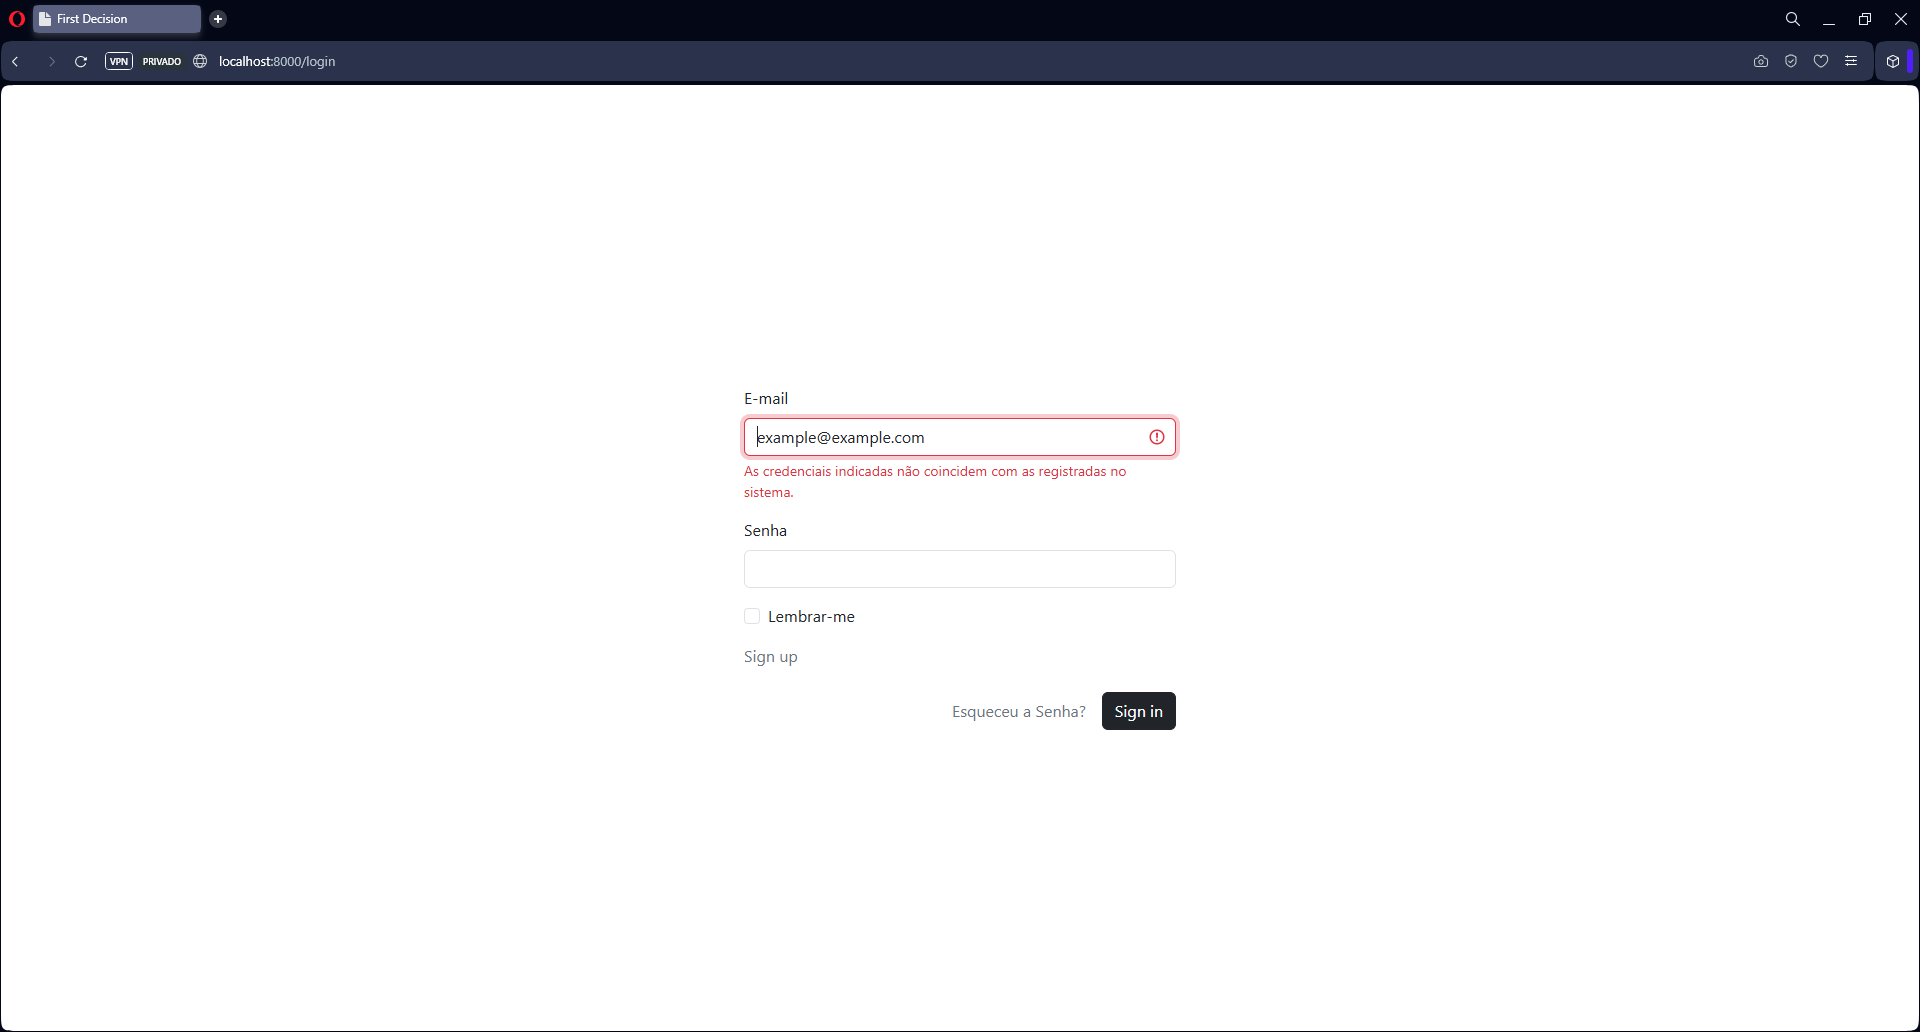 First Decision
VPN PRIVADO localhost:8000/login
E-mail
example@example.com
As credenciais indicadas não coincidem com as registradas no
sistema.
Senha
Lembrar-me
Sign up
Esqueceu a Senha? Sign in